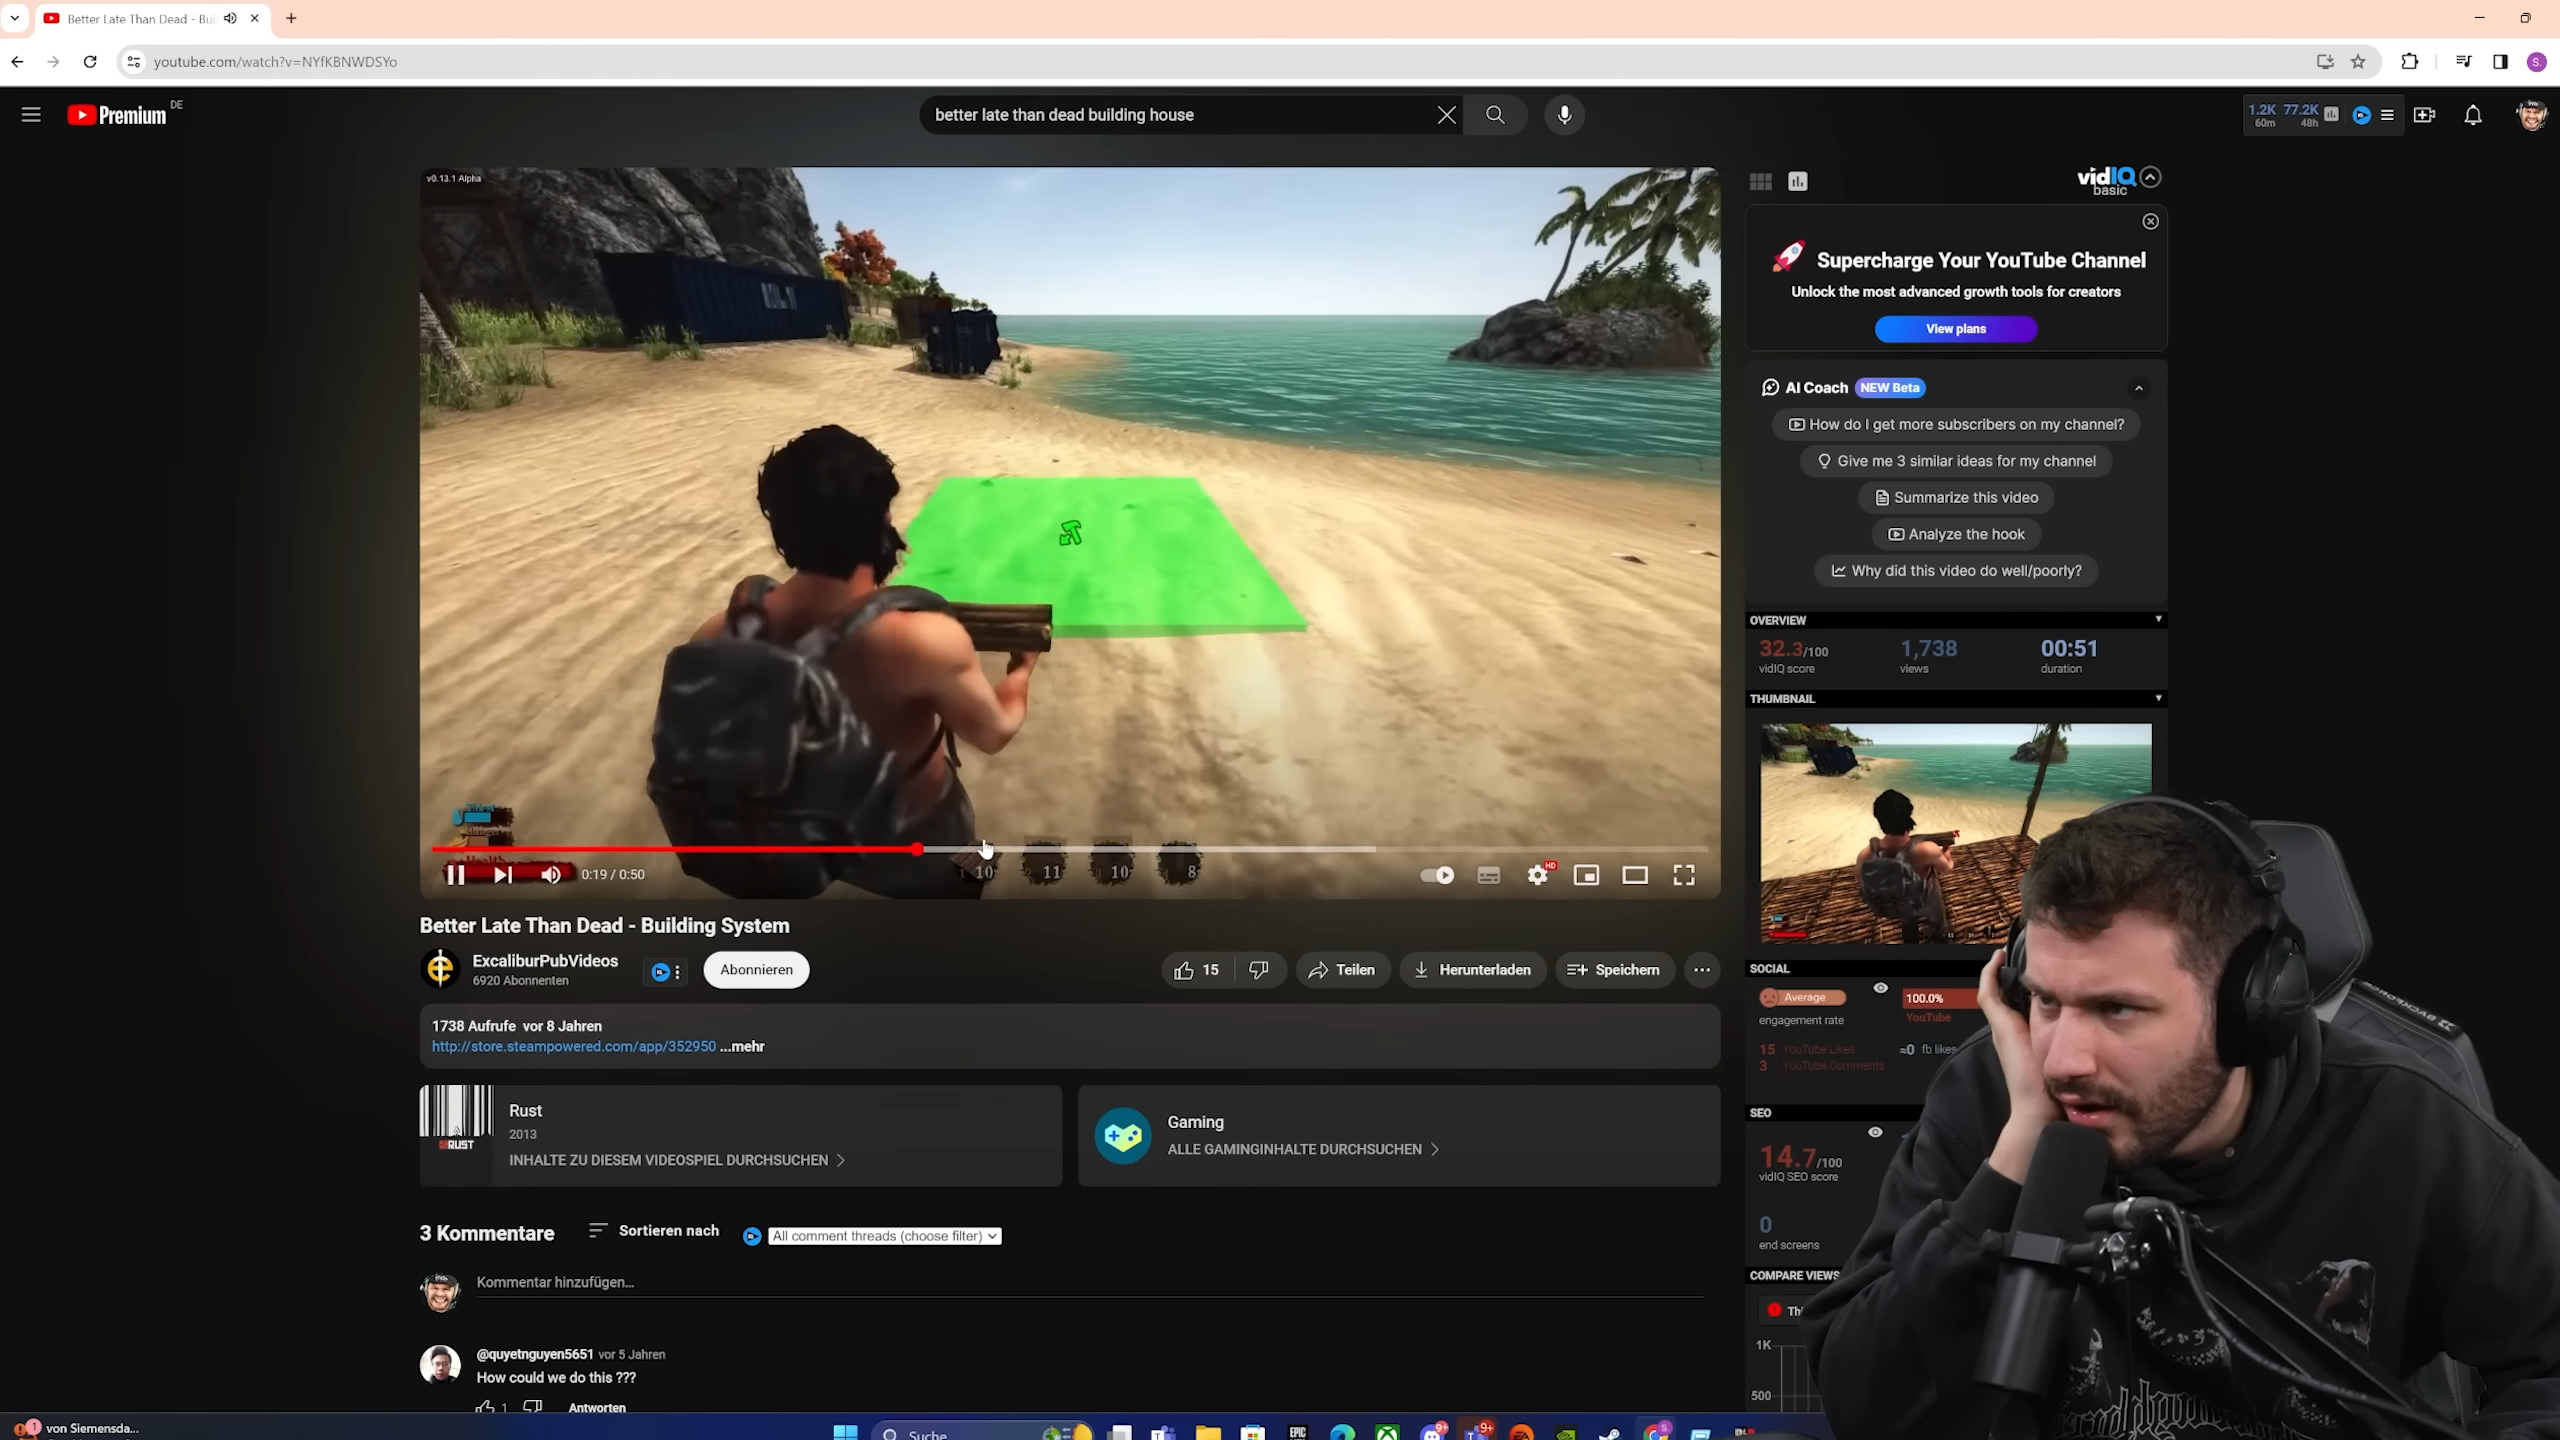 Better Late Than Dead - Bui
youtube.com/watch?v=NYfKBNWDSYo
S.
Premium DE
better late than dead building house
1.2K 77.2K
60m 48h
v0.13.1 Alpha
vidIQ
basic
Supercharge Your YouTube Channel
Unlock the most advanced growth tools for creators
View plans
AI Coach NEW Beta
How do I get more subscribers on my channel?
Give me 3 similar ideas for my channel
Summarize this video
Analyze the hook
Why did this video do well/poorly?
OVERVIEW
32.3/100 1,738 00:51
vidIQ score views duration
THUMBNAIL
10 11 10 8
0:19 / 0:50
HD
Better Late Than Dead - Building System
ExcaliburPubVideos
6920 Abonnenten
Abonnieren
15 Teilen Herunterladen Speichern
1738 Aufrufe vor 8 Jahren
http://store.steampowered.com/app/352950 ...mehr
SOCIAL
Average 100.0%
engagement rate YouTube
15 YouTube Likes ≈0 fb likes
3 YouTube Comments
SEO
14.7/100
vidIQ SEO score
0
end screens
COMPARE VIEWS
1K
500
Rust
2013
RUST
INHALTE ZU DIESEM VIDEOSPIEL DURCHSUCHEN
Gaming
ALLE GAMINGINHALTE DURCHSUCHEN
3 Kommentare Sortieren nach All comment threads (choose filter)
Kommentar hinzufügen...
@quyetnguyen5651 vor 5 Jahren
How could we do this ???
1 Antworten
1 von Siemensda...
Suche
EPIC
9+ 9+